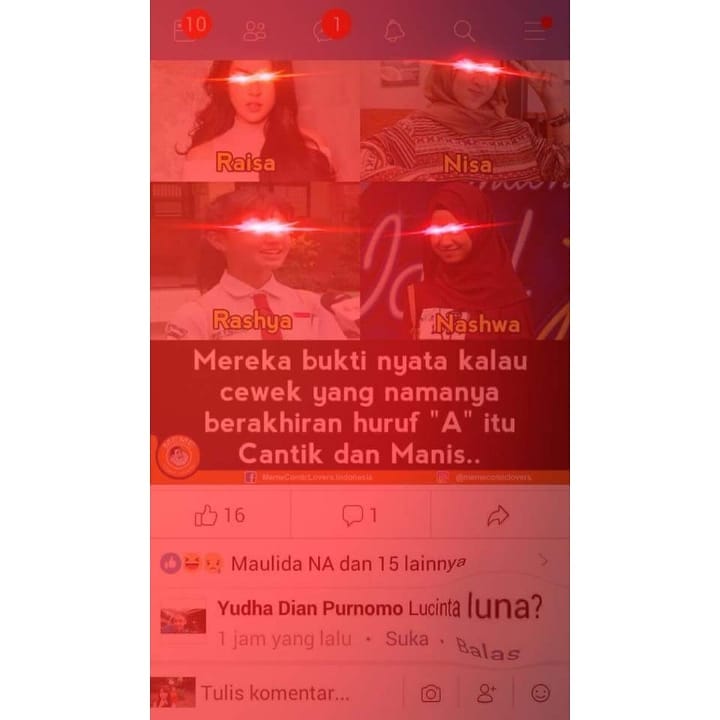 10
1
Raisa
Nisa
Rashya
Nashwa
Mereka bukti nyata kalau
cewek yang namanya
berakhiran huruf "A" itu
Cantik dan Manis..
MEME
MemeComicLovers.Indonesia
@memecomiclovers.
16
1
Maulida NA dan 15 lainnya
Yudha Dian Purnomo Lucinta luna?
1 jam yang lalu • Suka • Balas
Tulis komentar...